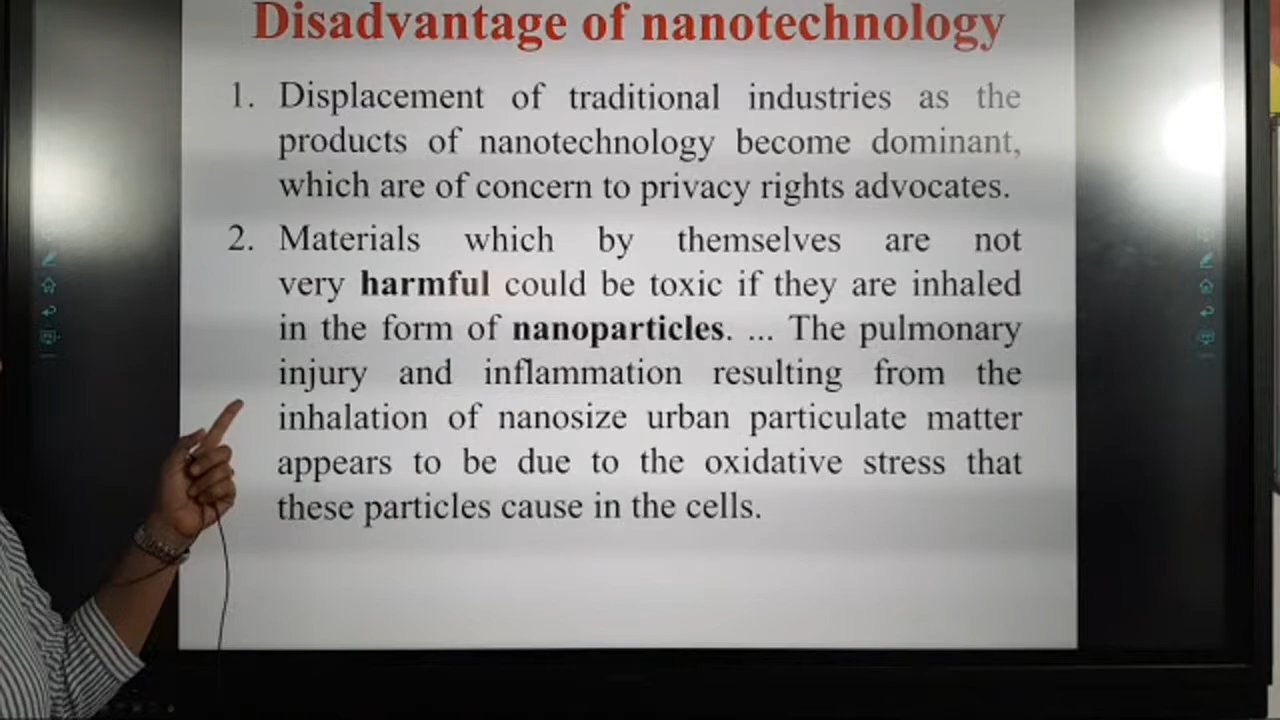 Disadvantage of nanotechnology
1. Displacement of traditional industries as the
products of nanotechnology become dominant,
which are of concern to privacy rights advocates.
2. Materials which by themselves are not
very harmful could be toxic if they are inhaled
in the form of nanoparticles. ... The pulmonary
injury and inflammation resulting from the
inhalation of nanosize urban particulate matter
appears to be due to the oxidative stress that
these particles cause in the cells.